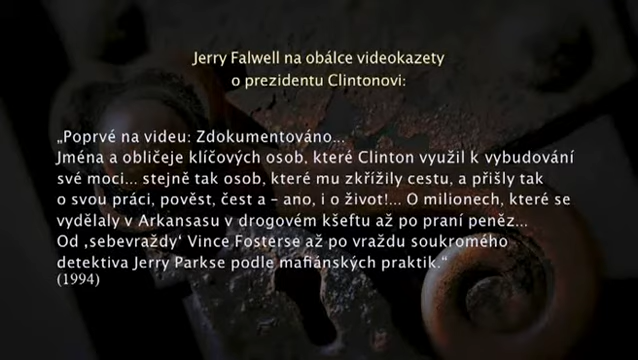 Jerry Falwell na obálce videokazety
o prezidentu Clintonovi:
„Poprvé na videu: Zdokumentováno...
Jména a obličeje klíčových osob, které Clinton využil k vybudování
své moci... stejně tak osob, které mu zkřížily cestu, a přišly tak
o svou práci, pověst, čest a – ano, i o život!... O milionech, které se
vydělaly v Arkansasu v drogovém kšeftu až po praní peněz...
Od ‚sebevraždy‘ Vince Fosterse až po vraždu soukromého
detektiva Jerry Parkse podle mafiánských praktik.“
(1994)